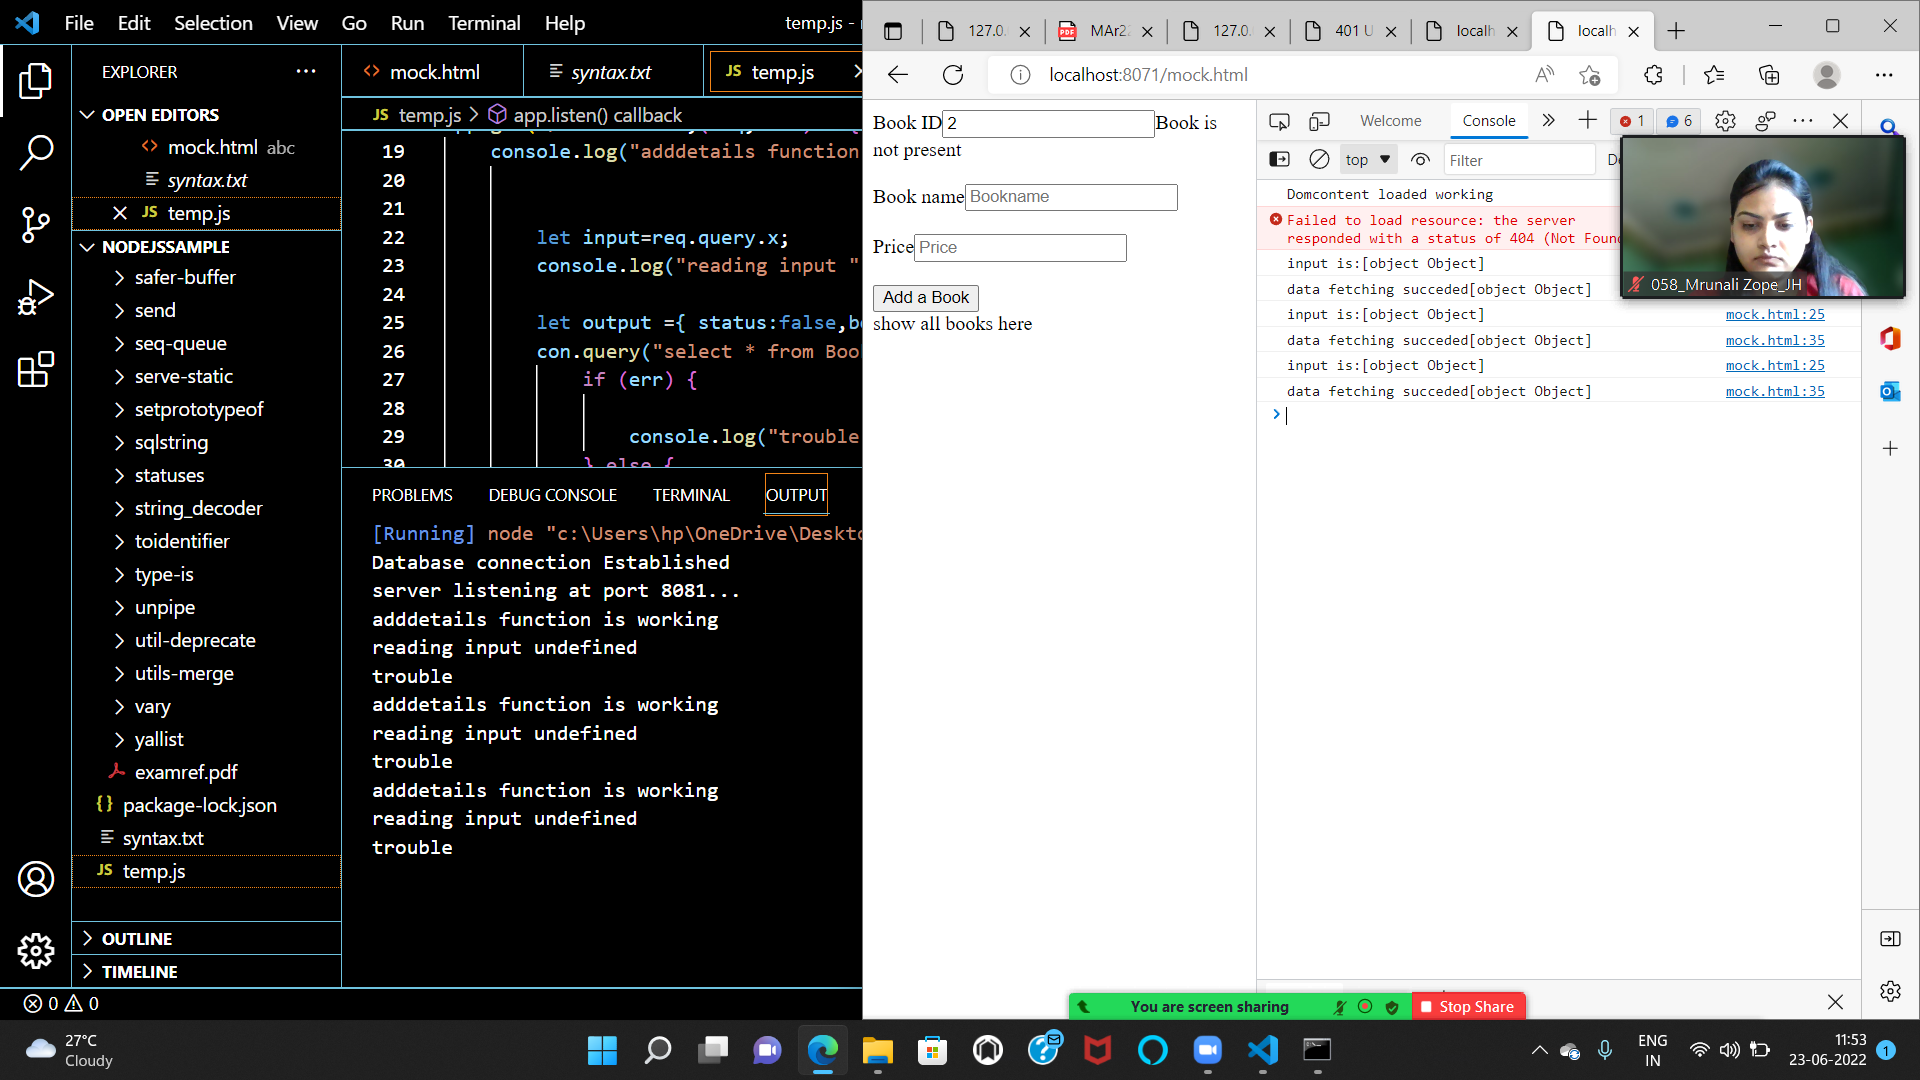 File Edit Selection View Go Run Terminal Help
temp.js -
EXPLORER
OPEN EDITORS
mock.html abc
syntax.txt
JS temp.js
NODEJSSAMPLE
safer-buffer
send
seq-queue
serve-static
setprototypeof
sqlstring
statuses
string_decoder
toidentifier
type-is
unpipe
util-deprecate
utils-merge
vary
yallist
examref.pdf
package-lock.json
syntax.txt
JS temp.js
OUTLINE
TIMELINE
0 0
mock.html syntax.txt JS temp.js
JS temp.js > app.listen() callback
19 console.log("adddetails function
20
21
22 let input=req.query.x;
23 console.log("reading input "
24
25 let output ={ status:false,b
26 con.query("select * from Boo
27 if (err) {
28
29 console.log("trouble
30 } else {
PROBLEMS DEBUG CONSOLE TERMINAL OUTPUT
[Running] node "c:\Users\hp\OneDrive\Deskto
Database connection Established
server listening at port 8081...
adddetails function is working
reading input undefined
trouble
adddetails function is working
reading input undefined
trouble
adddetails function is working
reading input undefined
trouble
127.0. PDF MAr2 127.0. 401 U localh localh
localhost:8071/mock.html
Book ID 2 Book is
not present
Book name Bookname
Price Price
Add a Book
show all books here
Welcome Console 1 6
top Filter
Domcontent loaded working
Failed to load resource: the server
responded with a status of 404 (Not Foun
input is:[object Object]
data fetching succeded[object Object]
input is:[object Object] mock.html:25
data fetching succeded[object Object] mock.html:35
input is:[object Object] mock.html:25
data fetching succeded[object Object] mock.html:35
058_Mrunali Zope_JH
You are screen sharing Stop Share
27°C
Cloudy
ENG
IN
11:53
23-06-2022
1